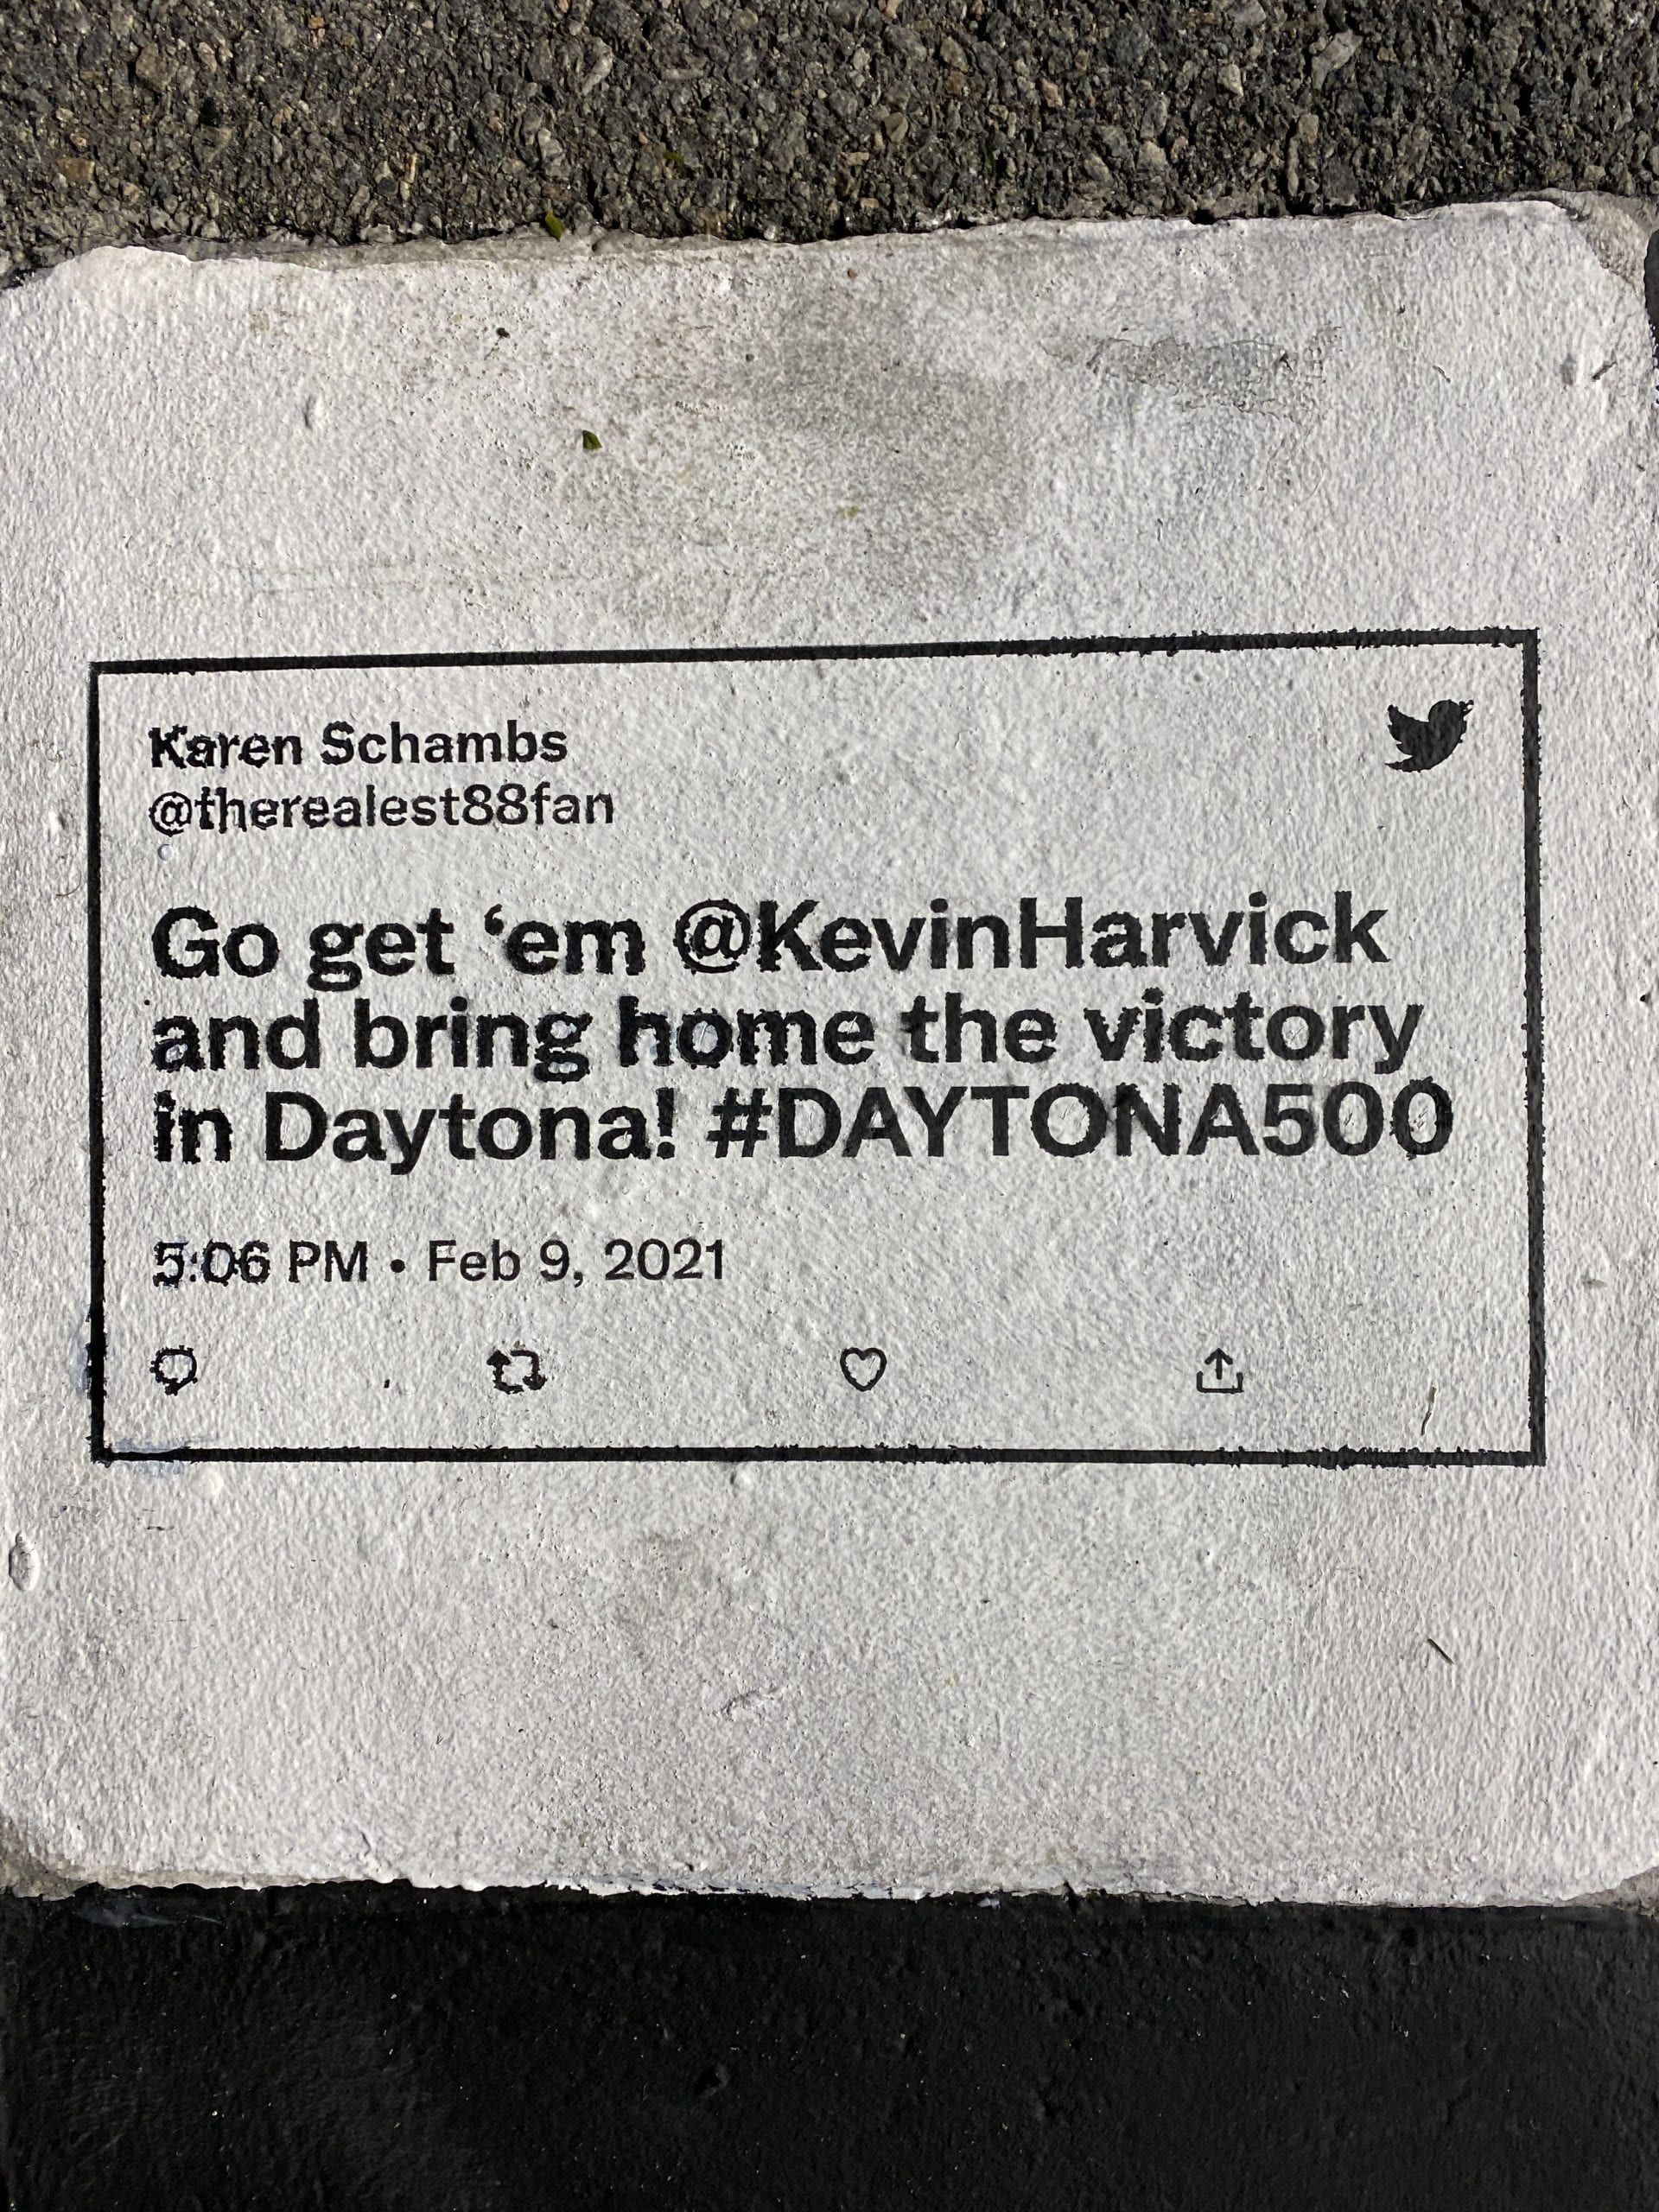 Karen Schambs
@therealest88fan
Go get ‘em @KevinHarvick
and bring home the victory
in Daytona! #DAYTONA500
5:06 PM • Feb 9, 2021